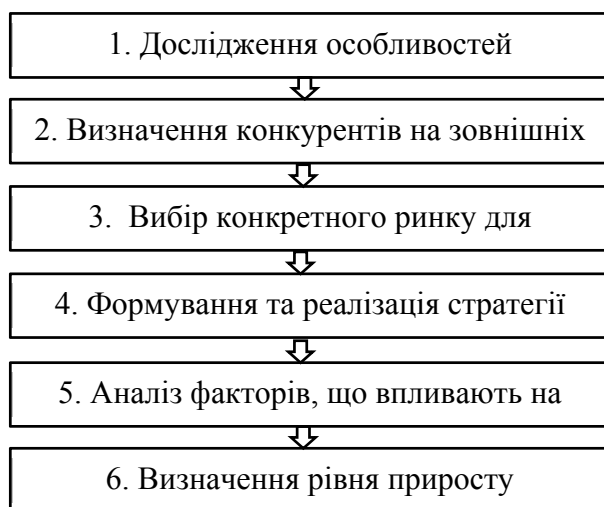 1. Дослідження особливостей
2. Визначення конкурентів на зовнішніх
3. Вибір конкретного ринку для
4. Формування та реалізація стратегії
5. Аналіз факторів, що впливають на
6. Визначення рівня приросту